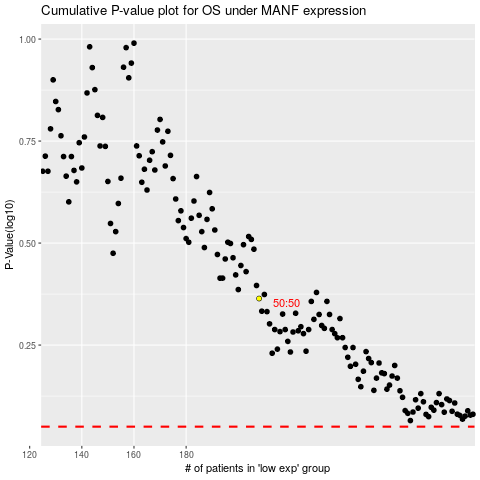 Cumulative P-value plot for OS under MANF expression
P-Value(log10)
1.00
0.75
0.50
0.25
50:50
120 140 160 180
# of patients in 'low exp' group